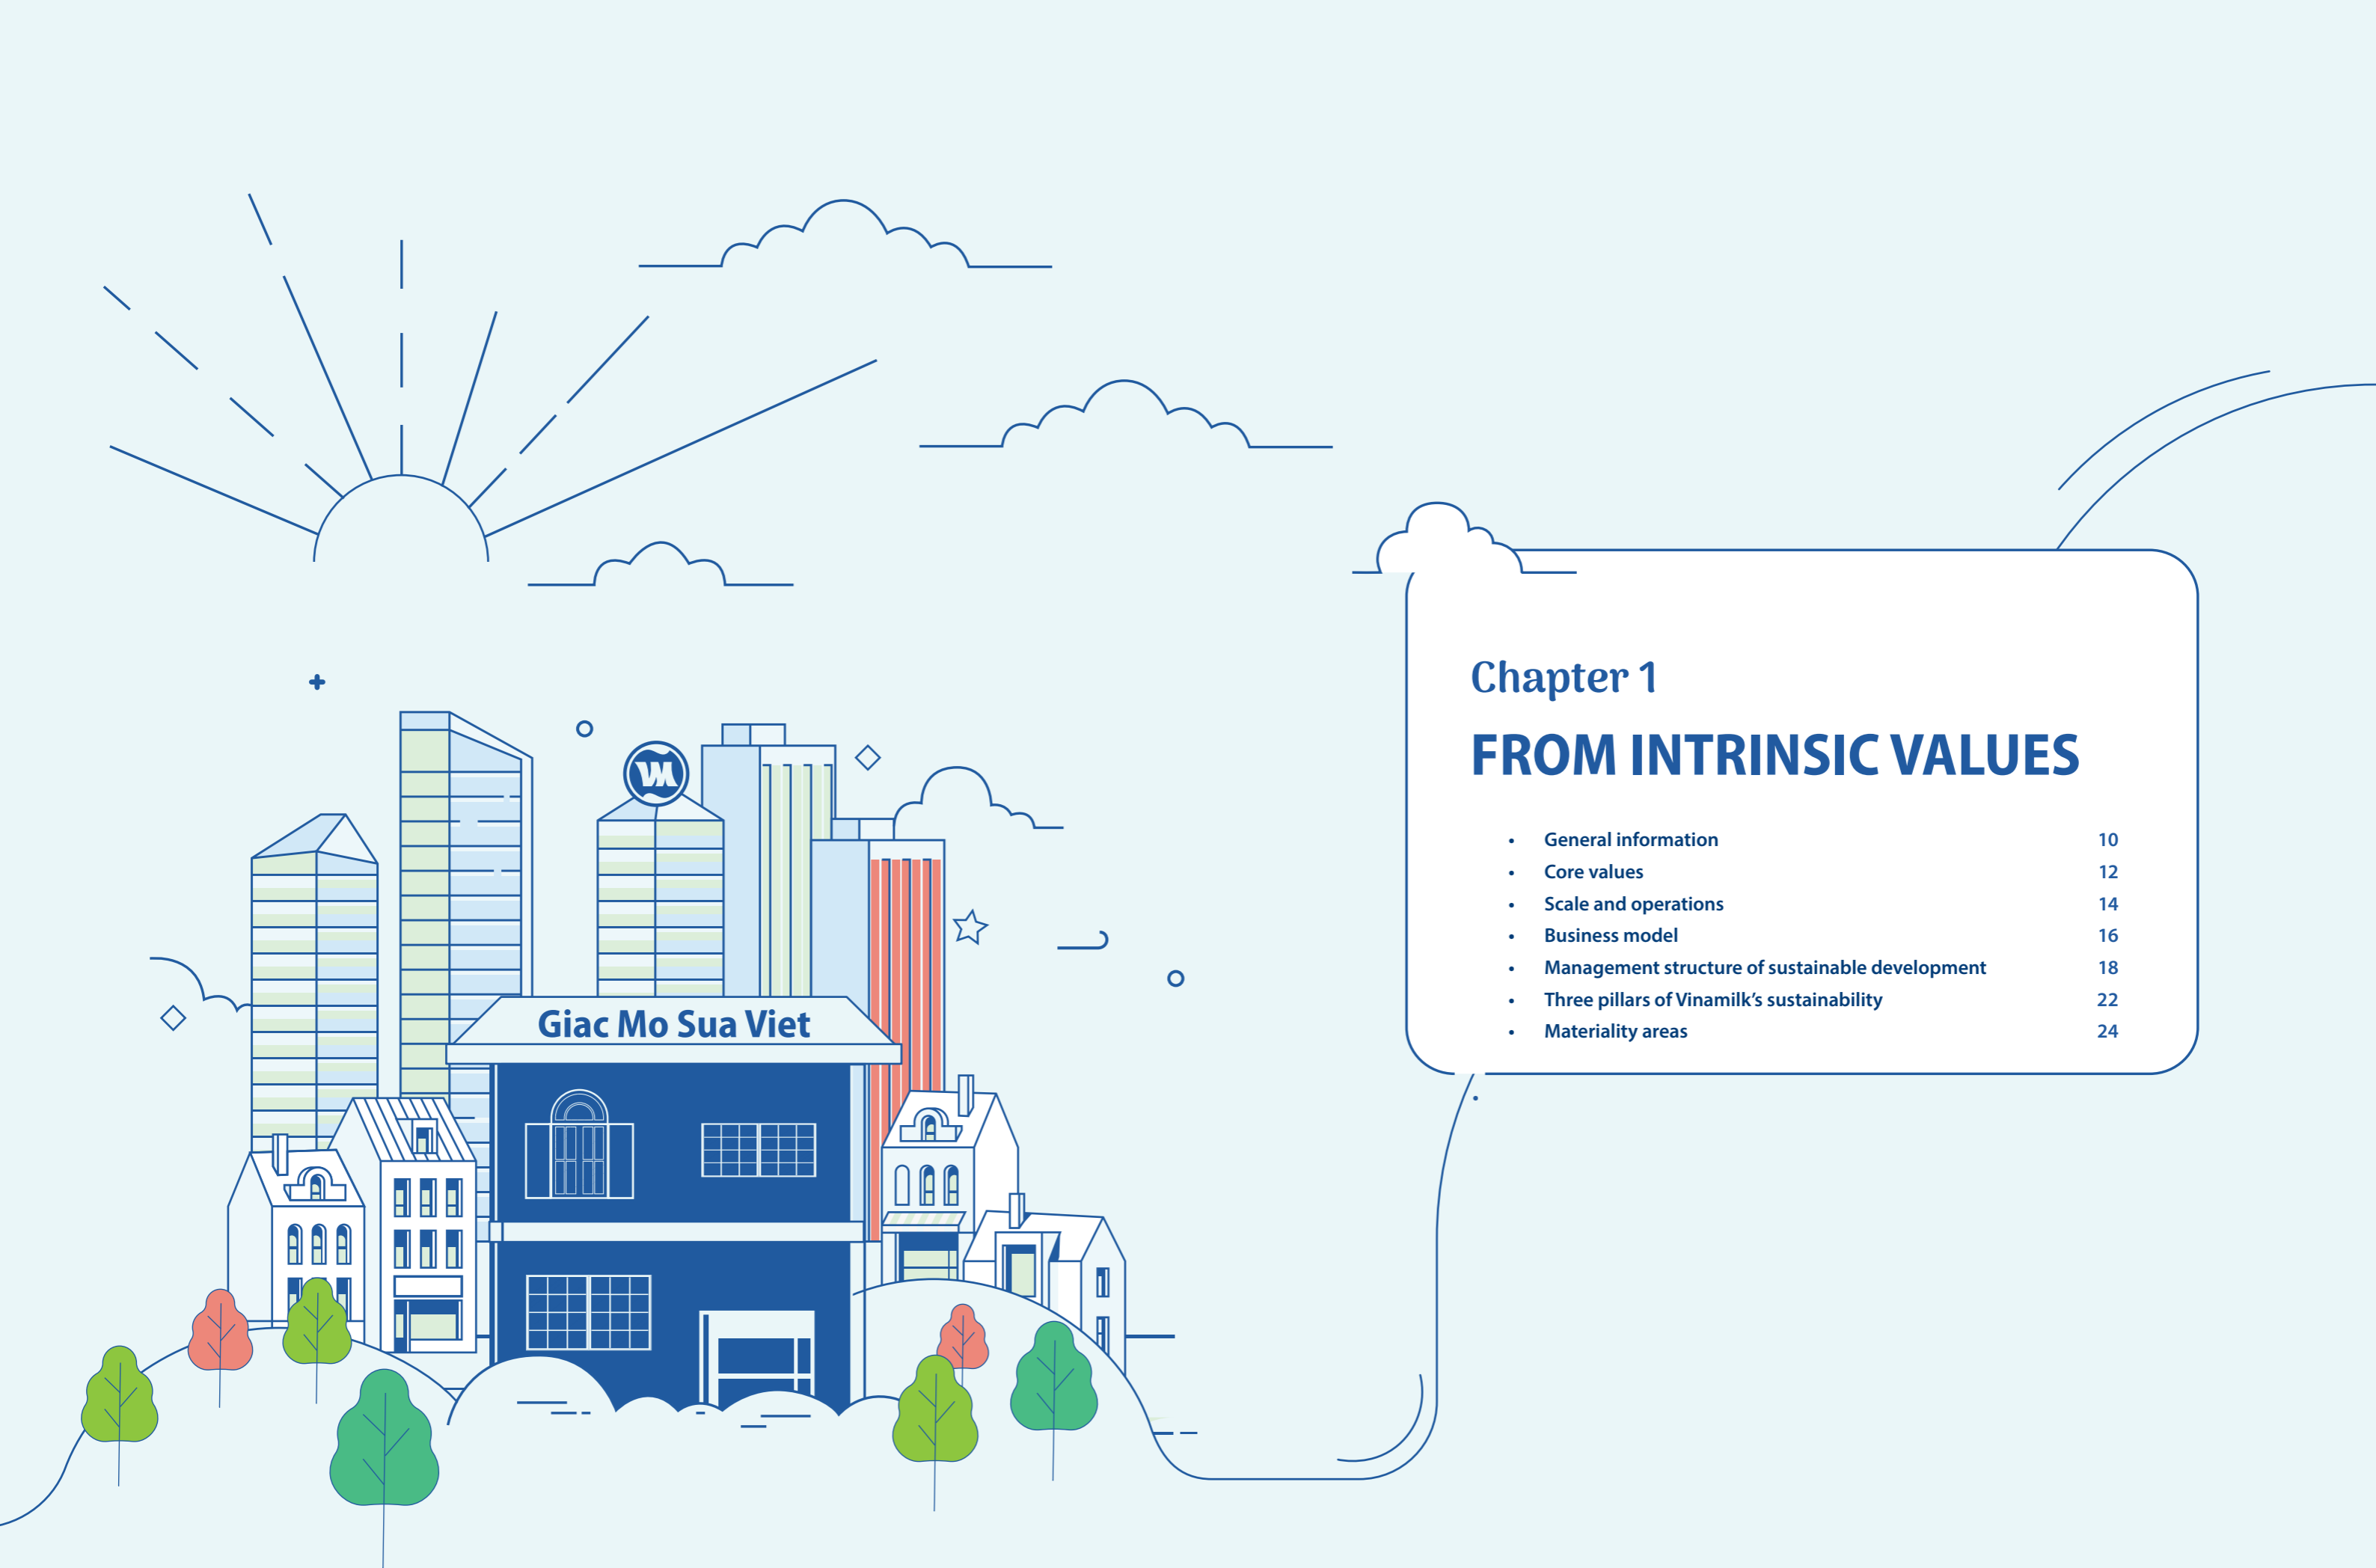 Giac Mo Sua Viet
VM
Chapter 1
FROM INTRINSIC VALUES
• General information 10
• Core values 12
• Scale and operations 14
• Business model 16
• Management structure of sustainable development 18
• Three pillars of Vinamilk’s sustainability 22
• Materiality areas 24